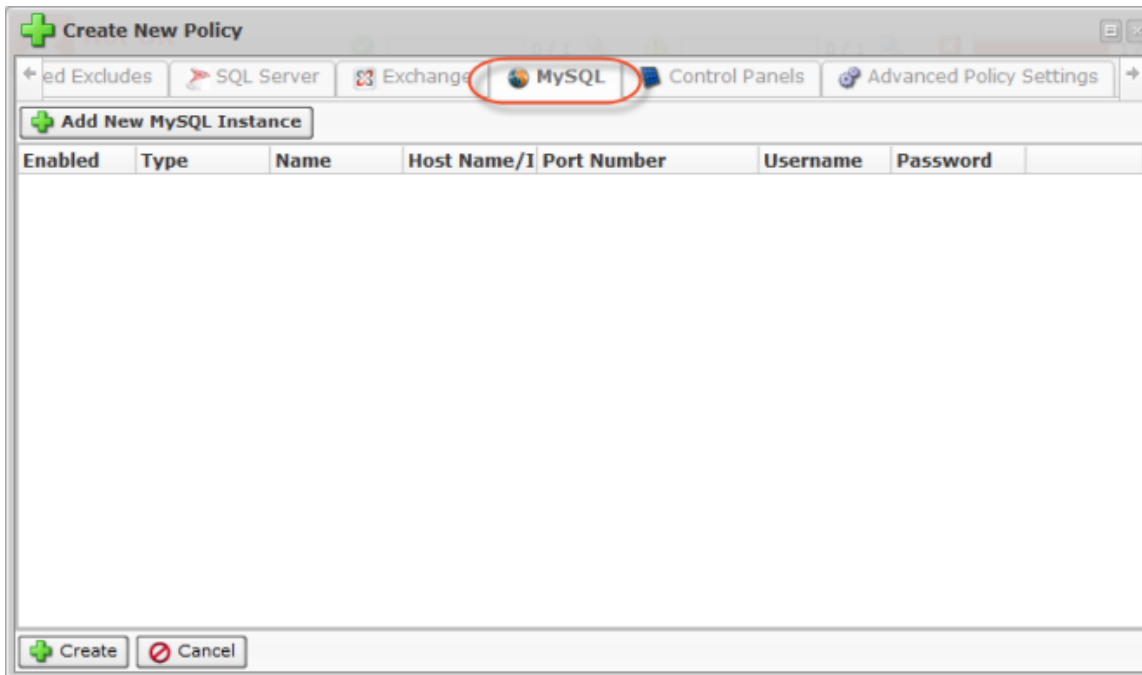 Create New Policy
ed Excludes SQL Server Exchange MySQL Control Panels Advanced Policy Settings
Add New MySQL Instance
Enabled Type Name Host Name/I Port Number Username Password
Create Cancel